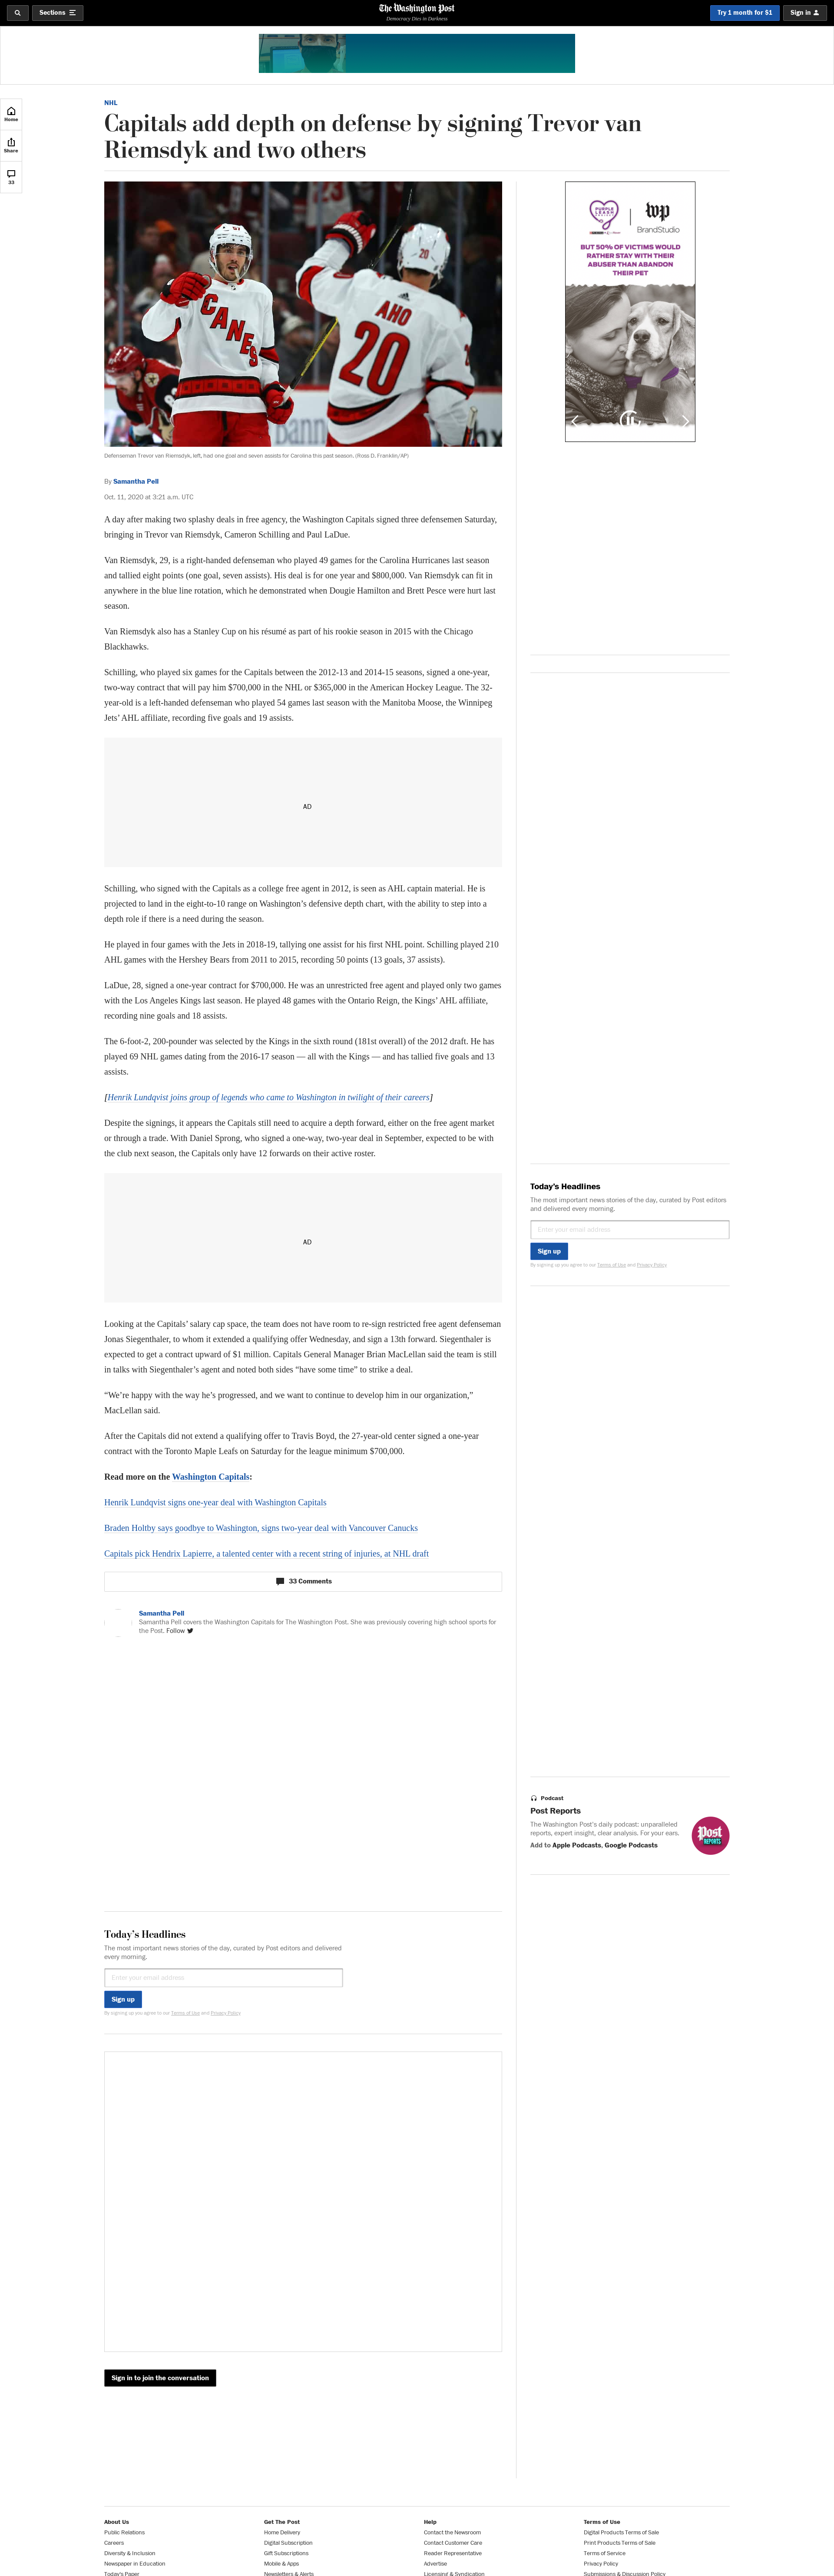 Sections
The Washington Post
Democracy Dies in Darkness
Try 1 month for $1
Sign in
Home
Share
33
NHL
Capitals add depth on defense by signing Trevor van
Riemsdyk and two others
CANES
20
AHO
20
Defenseman Trevor van Riemsdyk, left, had one goal and seven assists for Carolina this past season. (Ross D. Franklin/AP)
PURPLE LEASH
wp
BrandStudio
BUT 50% OF VICTIMS WOULD
RATHER STAY WITH THEIR
ABUSER THAN ABANDON
THEIR PET
By Samantha Pell
Oct. 11, 2020 at 3:21 a.m. UTC
A day after making two splashy deals in free agency, the Washington Capitals signed three defensemen Saturday,
bringing in Trevor van Riemsdyk, Cameron Schilling and Paul LaDue.
Van Riemsdyk, 29, is a right-handed defenseman who played 49 games for the Carolina Hurricanes last season
and tallied eight points (one goal, seven assists). His deal is for one year and $800,000. Van Riemsdyk can fit in
anywhere in the blue line rotation, which he demonstrated when Dougie Hamilton and Brett Pesce were hurt last
season.
Van Riemsdyk also has a Stanley Cup on his résumé as part of his rookie season in 2015 with the Chicago
Blackhawks.
Schilling, who played six games for the Capitals between the 2012-13 and 2014-15 seasons, signed a one-year,
two-way contract that will pay him $700,000 in the NHL or $365,000 in the American Hockey League. The 32-
year-old is a left-handed defenseman who played 54 games last season with the Manitoba Moose, the Winnipeg
Jets’ AHL affiliate, recording five goals and 19 assists.
AD
Schilling, who signed with the Capitals as a college free agent in 2012, is seen as AHL captain material. He is
projected to land in the eight-to-10 range on Washington’s defensive depth chart, with the ability to step into a
depth role if there is a need during the season.
He played in four games with the Jets in 2018-19, tallying one assist for his first NHL point. Schilling played 210
AHL games with the Hershey Bears from 2011 to 2015, recording 50 points (13 goals, 37 assists).
LaDue, 28, signed a one-year contract for $700,000. He was an unrestricted free agent and played only two games
with the Los Angeles Kings last season. He played 48 games with the Ontario Reign, the Kings’ AHL affiliate,
recording nine goals and 18 assists.
The 6-foot-2, 200-pounder was selected by the Kings in the sixth round (181st overall) of the 2012 draft. He has
played 69 NHL games dating from the 2016-17 season — all with the Kings — and has tallied five goals and 13
assists.
[Henrik Lundqvist joins group of legends who came to Washington in twilight of their careers]
Despite the signings, it appears the Capitals still need to acquire a depth forward, either on the free agent market
or through a trade. With Daniel Sprong, who signed a one-way, two-year deal in September, expected to be with
the club next season, the Capitals only have 12 forwards on their active roster.
AD
Today’s Headlines
The most important news stories of the day, curated by Post editors
and delivered every morning.
Enter your email address
Sign up
By signing up you agree to our Terms of Use and Privacy Policy
Looking at the Capitals’ salary cap space, the team does not have room to re-sign restricted free agent defenseman
Jonas Siegenthaler, to whom it extended a qualifying offer Wednesday, and sign a 13th forward. Siegenthaler is
expected to get a contract upward of $1 million. Capitals General Manager Brian MacLellan said the team is still
in talks with Siegenthaler’s agent and noted both sides “have some time” to strike a deal.
“We’re happy with the way he’s progressed, and we want to continue to develop him in our organization,”
MacLellan said.
After the Capitals did not extend a qualifying offer to Travis Boyd, the 27-year-old center signed a one-year
contract with the Toronto Maple Leafs on Saturday for the league minimum $700,000.
Read more on the Washington Capitals:
Henrik Lundqvist signs one-year deal with Washington Capitals
Braden Holtby says goodbye to Washington, signs two-year deal with Vancouver Canucks
Capitals pick Hendrix Lapierre, a talented center with a recent string of injuries, at NHL draft
33 Comments
Samantha Pell
Samantha Pell covers the Washington Capitals for The Washington Post. She was previously covering high school sports for
the Post. Follow
Podcast
Post Reports
The Washington Post’s daily podcast: unparalleled
reports, expert insight, clear analysis. For your ears.
Add to Apple Podcasts, Google Podcasts
Post
REPORTS
Today’s Headlines
The most important news stories of the day, curated by Post editors and delivered
every morning.
Enter your email address
Sign up
By signing up you agree to our Terms of Use and Privacy Policy
Sign in to join the conversation
About Us
Public Relations
Careers
Diversity & Inclusion
Newspaper in Education
Today’s Paper
Get The Post
Home Delivery
Digital Subscription
Gift Subscriptions
Mobile & Apps
Newsletters & Alerts
Help
Contact the Newsroom
Contact Customer Care
Reader Representative
Advertise
Licensing & Syndication
Terms of Use
Digital Products Terms of Sale
Print Products Terms of Sale
Terms of Service
Privacy Policy
Submissions & Discussion Policy